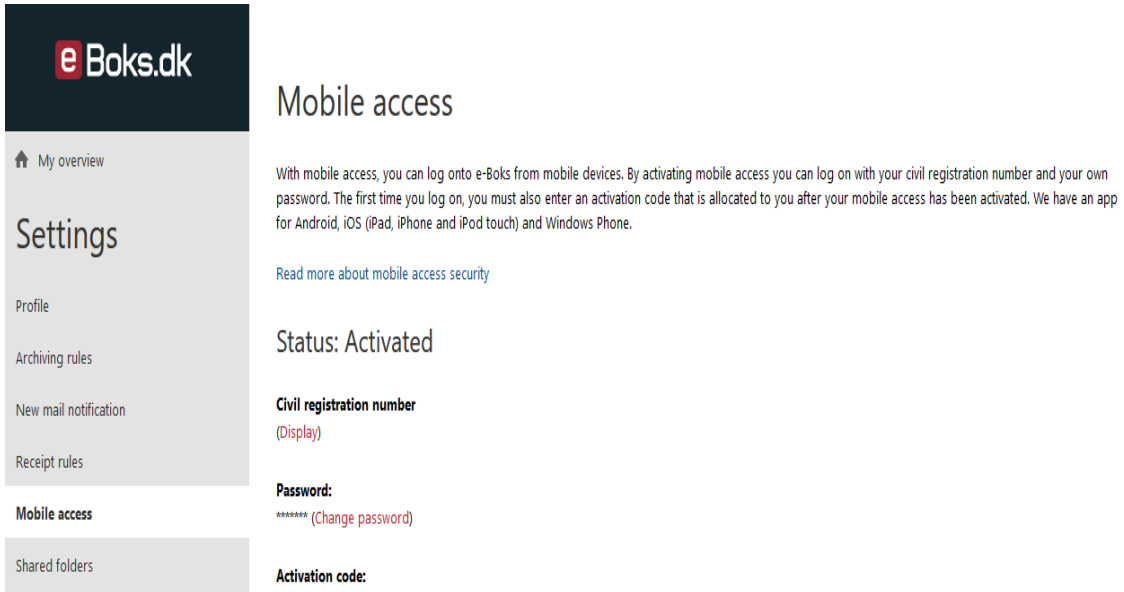 e Boks.dk
My overview
Settings
Profile
Archiving rules
New mail notification
Receipt rules
Mobile access
Shared folders
Mobile access
With mobile access, you can log onto e-Boks from mobile devices. By activating mobile access you can log on with your civil registration number and your own
password. The first time you log on, you must also enter an activation code that is allocated to you after your mobile access has been activated. We have an app
for Android, iOS (iPad, iPhone and iPod touch) and Windows Phone.
Read more about mobile access security
Status: Activated
Civil registration number
(Display)
Password:
******* (Change password)
Activation code: